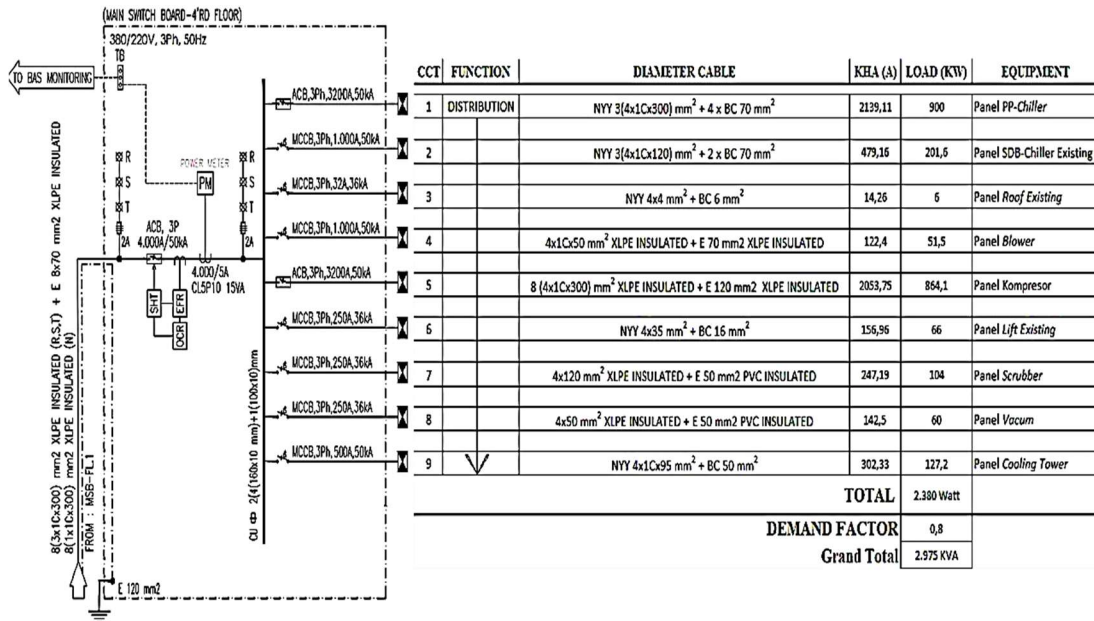 (MAIN SWITCH BOARD-4'RD FLOOR)
380/220V, 3Ph, 50Hz
TB
TO BAS MONITORING
POWER METER
PM
R
S
T
2A
R
S
T
2A
ACB, 3P
4.000A/50kA
4.000/5A
CL5P10 15VA
SHT
EFR
OCR
8(3x1Cx300) mm2 XLPE INSULATED (R,S,T) + E 8x70 mm2 XLPE INSULATED
8(1x1Cx300) mm2 XLPE INSULATED (N)
FROM : MSB-FL1
E 120 mm2
CU Φ 2(4(160x10 mm)+1(100x10)mm
ACB,3Ph,3200A,50kA
MCCB,3Ph,1.000A,50kA
MCCB,3Ph,32A,36kA
MCCB,3Ph,1.000A,50kA
ACB,3Ph,3200A,50kA
MCCB,3Ph,250A,36kA
MCCB,3Ph,250A,36kA
MCCB,3Ph,250A,36kA
MCCB,3Ph,500A,50kA
CCT FUNCTION DIAMETER CABLE KHA (A) LOAD (KW) EQUIPMENT
1 DISTRIBUTION NYY 3(4x1Cx300) mm² + 4 x BC 70 mm² 2139,11 900 Panel PP-Chiller
2 NYY 3(4x1Cx120) mm² + 2 x BC 70 mm² 479,16 201,6 Panel SDB-Chiller Existing
3 NYY 4x4 mm² + BC 6 mm² 14,26 6 Panel Roof Existing
4 4x1Cx50 mm² XLPE INSULATED + E 70 mm2 XLPE INSULATED 122,4 51,5 Panel Blower
5 8 (4x1Cx300) mm² XLPE INSULATED + E 120 mm2 XLPE INSULATED 2053,75 864,1 Panel Kompresor
6 NYY 4x35 mm² + BC 16 mm² 156,96 66 Panel Lift Existing
7 4x120 mm² XLPE INSULATED + E 50 mm2 PVC INSULATED 247,19 104 Panel Scrubber
8 4x50 mm² XLPE INSULATED + E 50 mm2 PVC INSULATED 142,5 60 Panel Vacum
9 NYY 4x1Cx95 mm² + BC 50 mm² 302,33 127,2 Panel Cooling Tower
TOTAL 2.380 Watt
DEMAND FACTOR 0,8
Grand Total 2.975 KVA